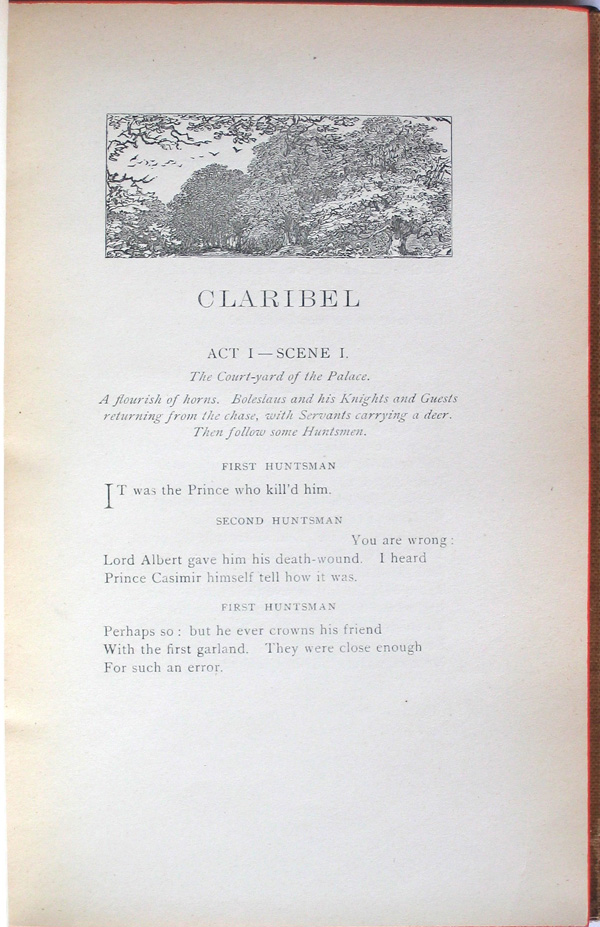 CLARIBEL
ACT I — SCENE I.
The Court-yard of the Palace.
A flourish of horns. Boleslaus and his Knights and Guests
returning from the chase, with Servants carrying a deer.
Then follow some Huntsmen.
FIRST HUNTSMAN
IT was the Prince who kill'd him.
SECOND HUNTSMAN
You are wrong :
Lord Albert gave him his death-wound. I heard
Prince Casimir himself tell how it was.
FIRST HUNTSMAN
Perhaps so : but he ever crowns his friend
With the first garland. They were close enough
For such an error.